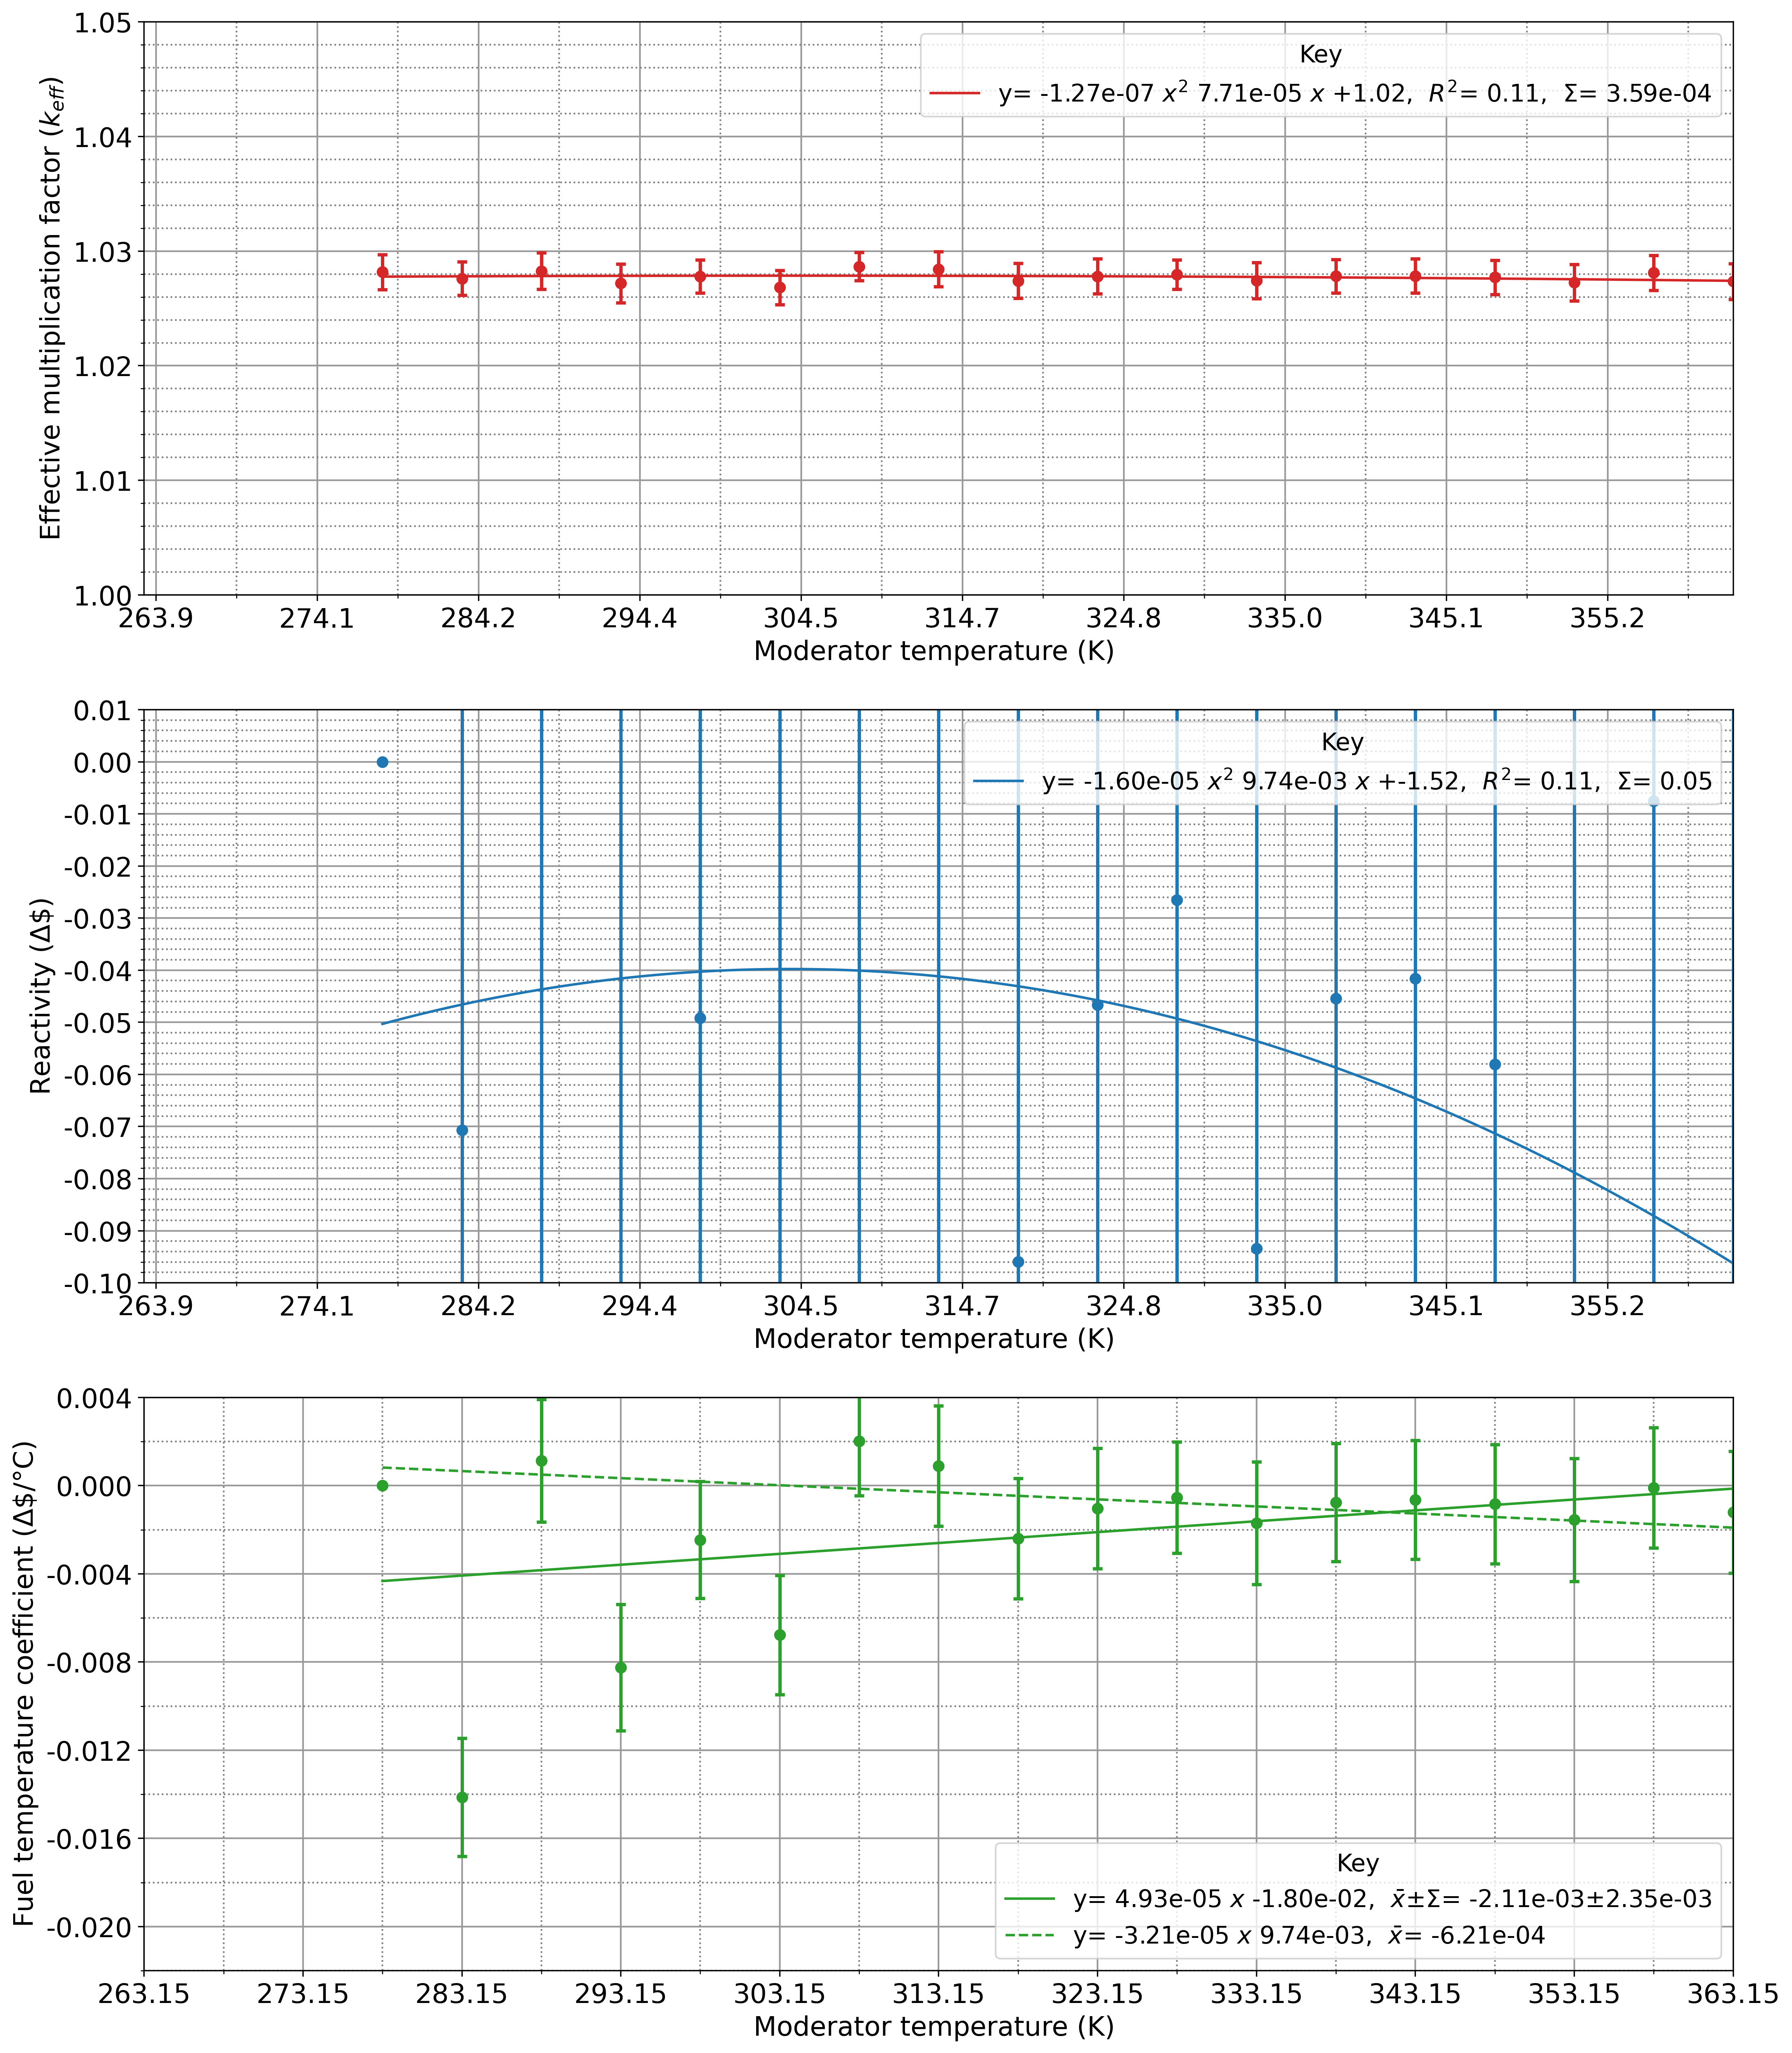 Effective multiplication factor (k_eff)
1.05
1.04
1.03
1.02
1.01
1.00
Key
y= -1.27e-07 x² 7.71e-05 x +1.02, R²= 0.11, Σ= 3.59e-04
263.9 274.1 284.2 294.4 304.5 314.7 324.8 335.0 345.1 355.2
Moderator temperature (K)
Reactivity (Δ$)
0.01
0.00
-0.01
-0.02
-0.03
-0.04
-0.05
-0.06
-0.07
-0.08
-0.09
-0.10
Key
y= -1.60e-05 x² 9.74e-03 x +-1.52, R²= 0.11, Σ= 0.05
263.9 274.1 284.2 294.4 304.5 314.7 324.8 335.0 345.1 355.2
Moderator temperature (K)
Fuel temperature coefficient (Δ$/°C)
0.004
0.000
-0.004
-0.008
-0.012
-0.016
-0.020
Key
y= 4.93e-05 x -1.80e-02, x̄±Σ= -2.11e-03±2.35e-03
y= -3.21e-05 x 9.74e-03, x̄= -6.21e-04
263.15 273.15 283.15 293.15 303.15 313.15 323.15 333.15 343.15 353.15 363.15
Moderator temperature (K)